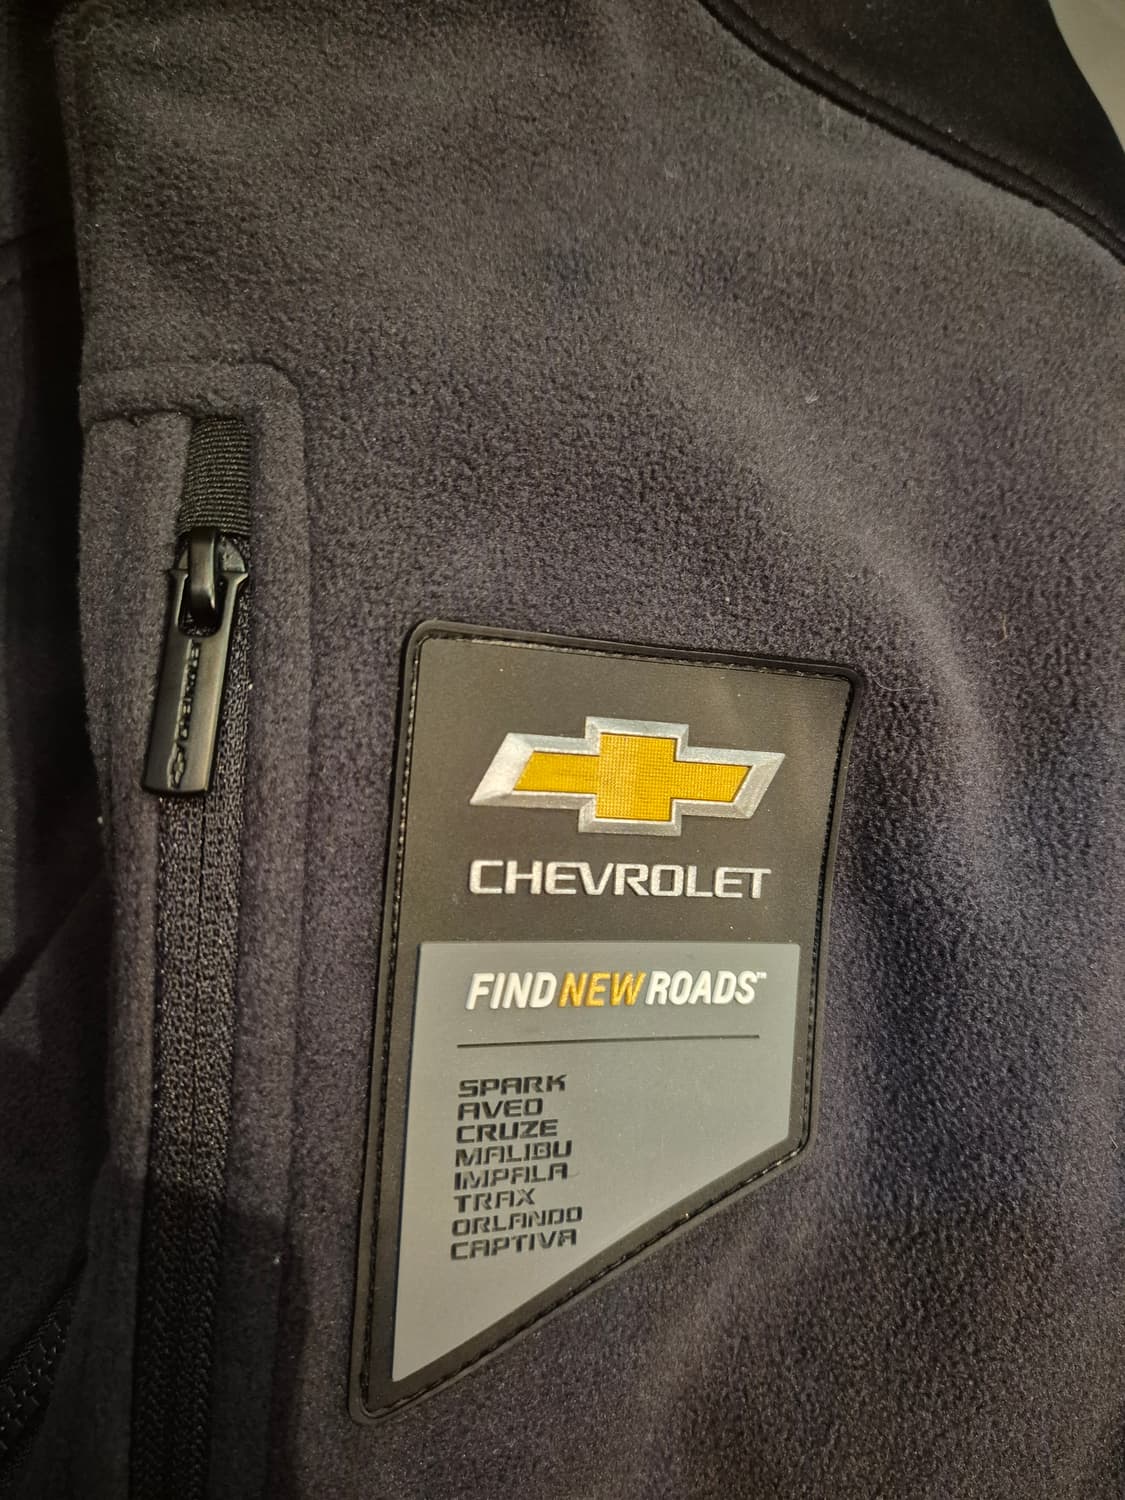 CHEVROLET
FIND NEW ROADS™
SPARK
AVEO
CRUZE
MALIBU
IMPALA
TRAX
ORLANDO
CAPTIVA